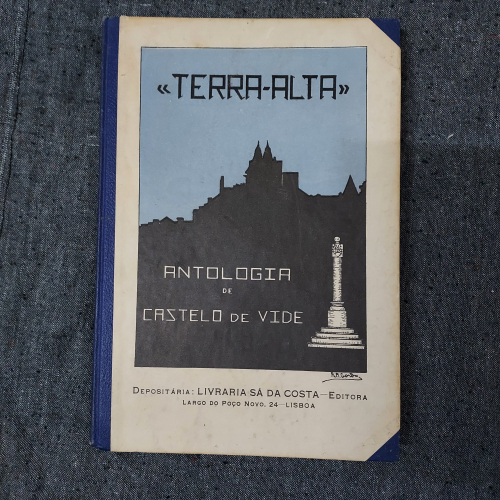 «TERRA-ALTA»
ANTOLOGIA
DE
CASTELO DE VIDE
DEPOSITÁRIA: LIVRARIA SÁ DA COSTA—EDITORA
LARGO DO POÇO NOVO, 24—LISBOA